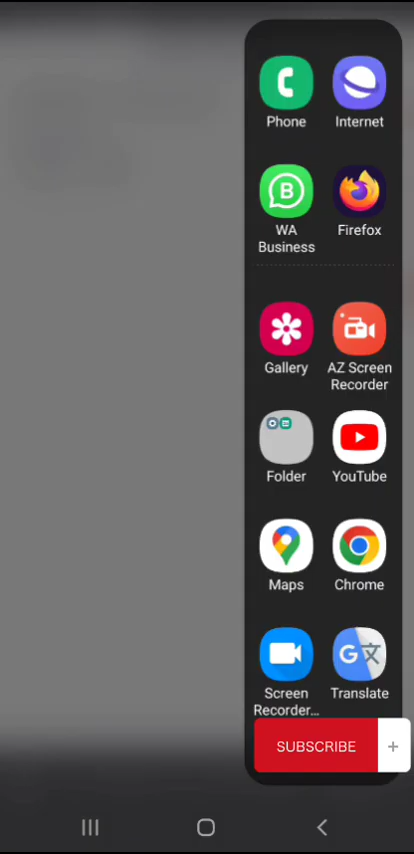 Phone
Internet
WA
Business
Firefox
Gallery
AZ Screen
Recorder
Folder
YouTube
Maps
Chrome
Screen
Recorder...
Translate
SUBSCRIBE +